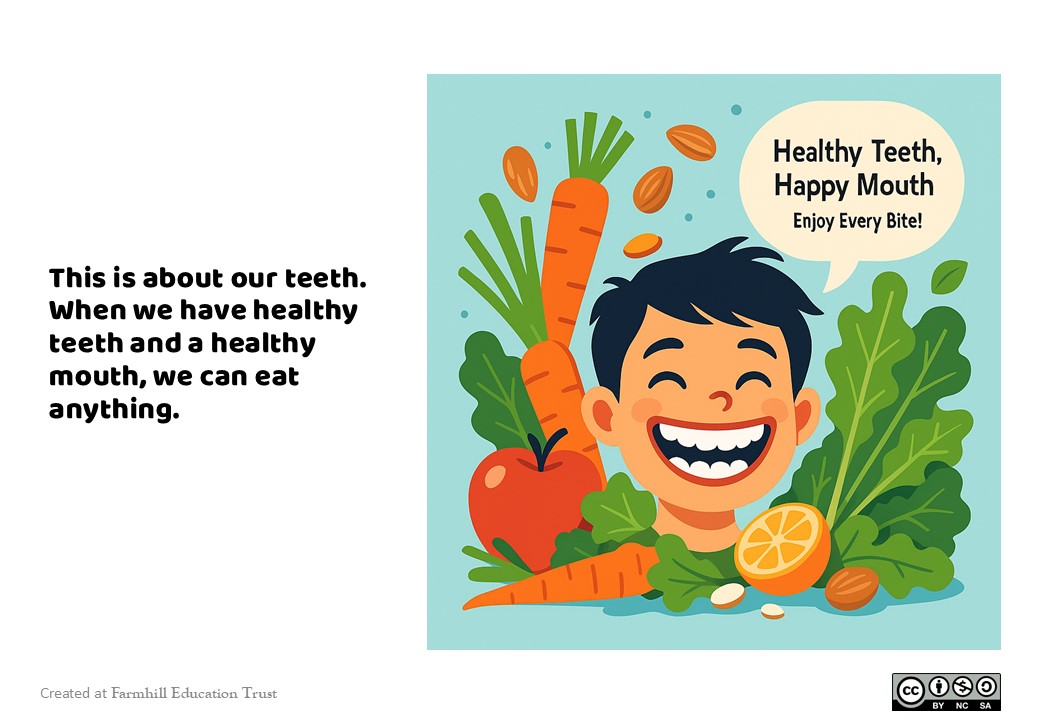 This is about our teeth.
When we have healthy
teeth and a healthy
mouth, we can eat
anything.
Healthy Teeth,
Happy Mouth
Enjoy Every Bite!
Created at Farmhill Education Trust
cc
BY NC SA